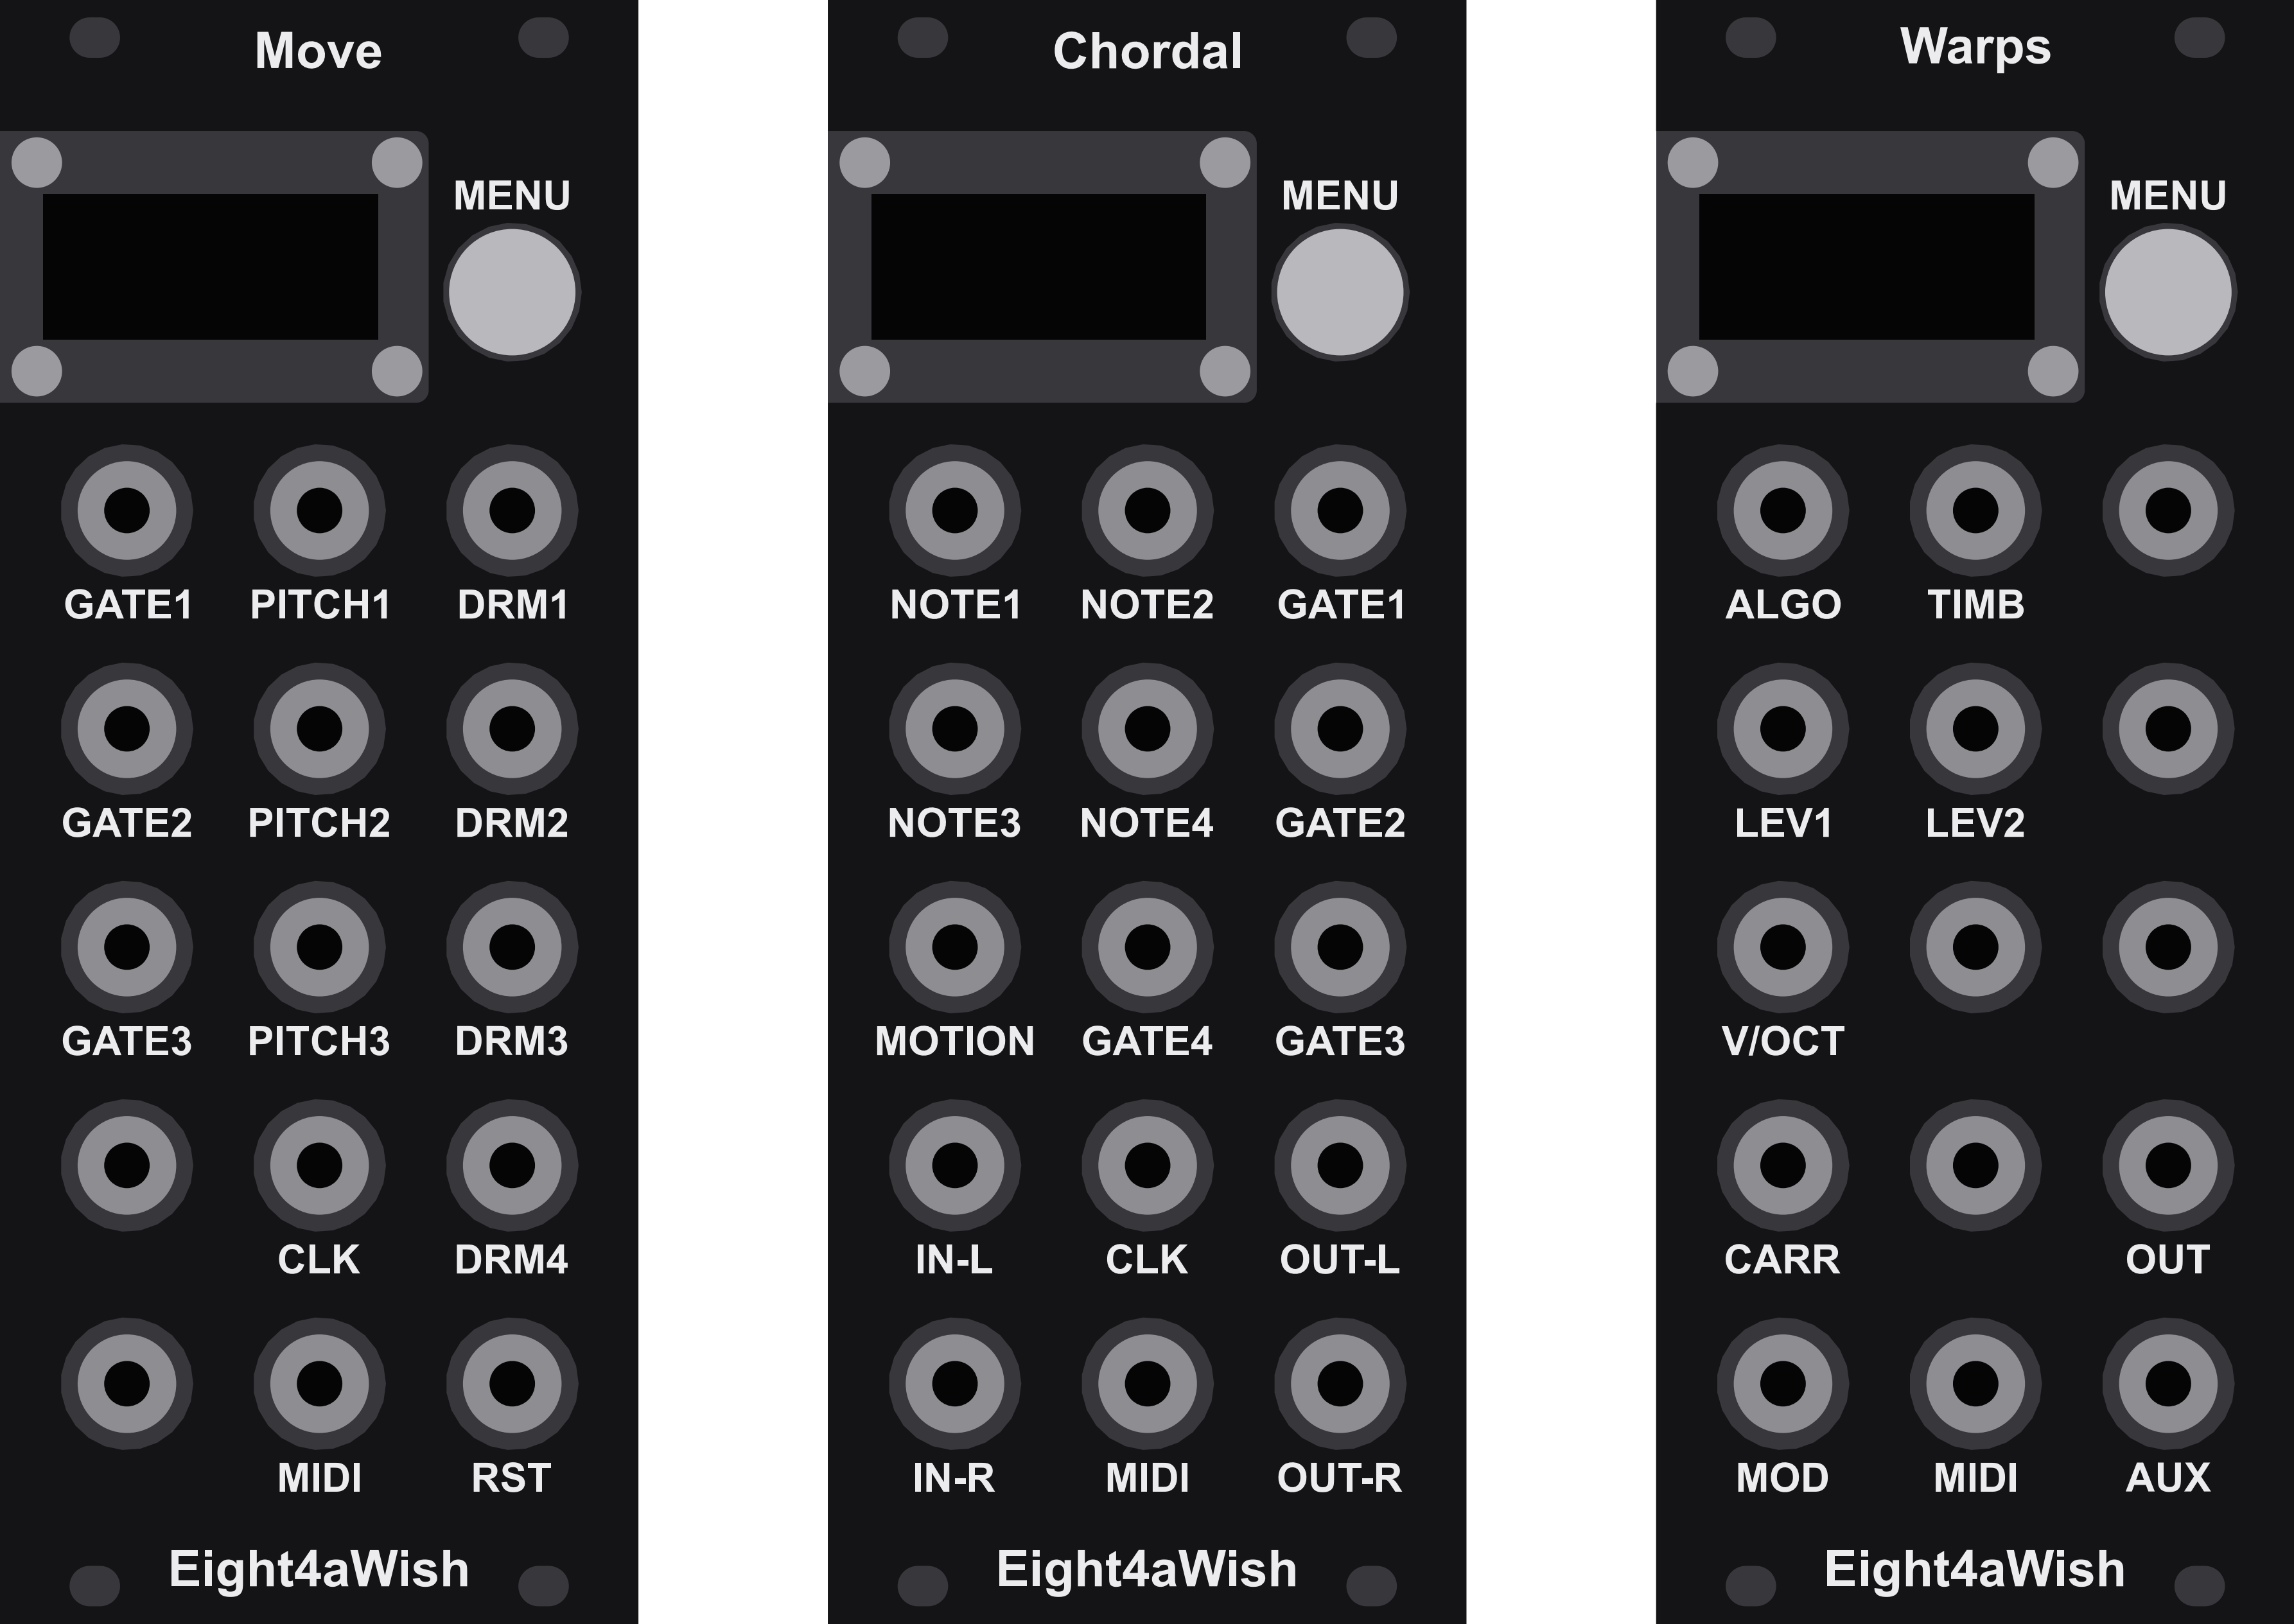 Move
MENU
GATE1 PITCH1 DRM1
GATE2 PITCH2 DRM2
GATE3 PITCH3 DRM3
CLK DRM4
MIDI RST
Eight4aWish
Chordal
MENU
NOTE1 NOTE2 GATE1
NOTE3 NOTE4 GATE2
MOTION GATE4 GATE3
IN-L CLK OUT-L
IN-R MIDI OUT-R
Eight4aWish
Warps
MENU
ALGO TIMB
LEV1 LEV2
V/OCT
CARR OUT
MOD MIDI AUX
Eight4aWish